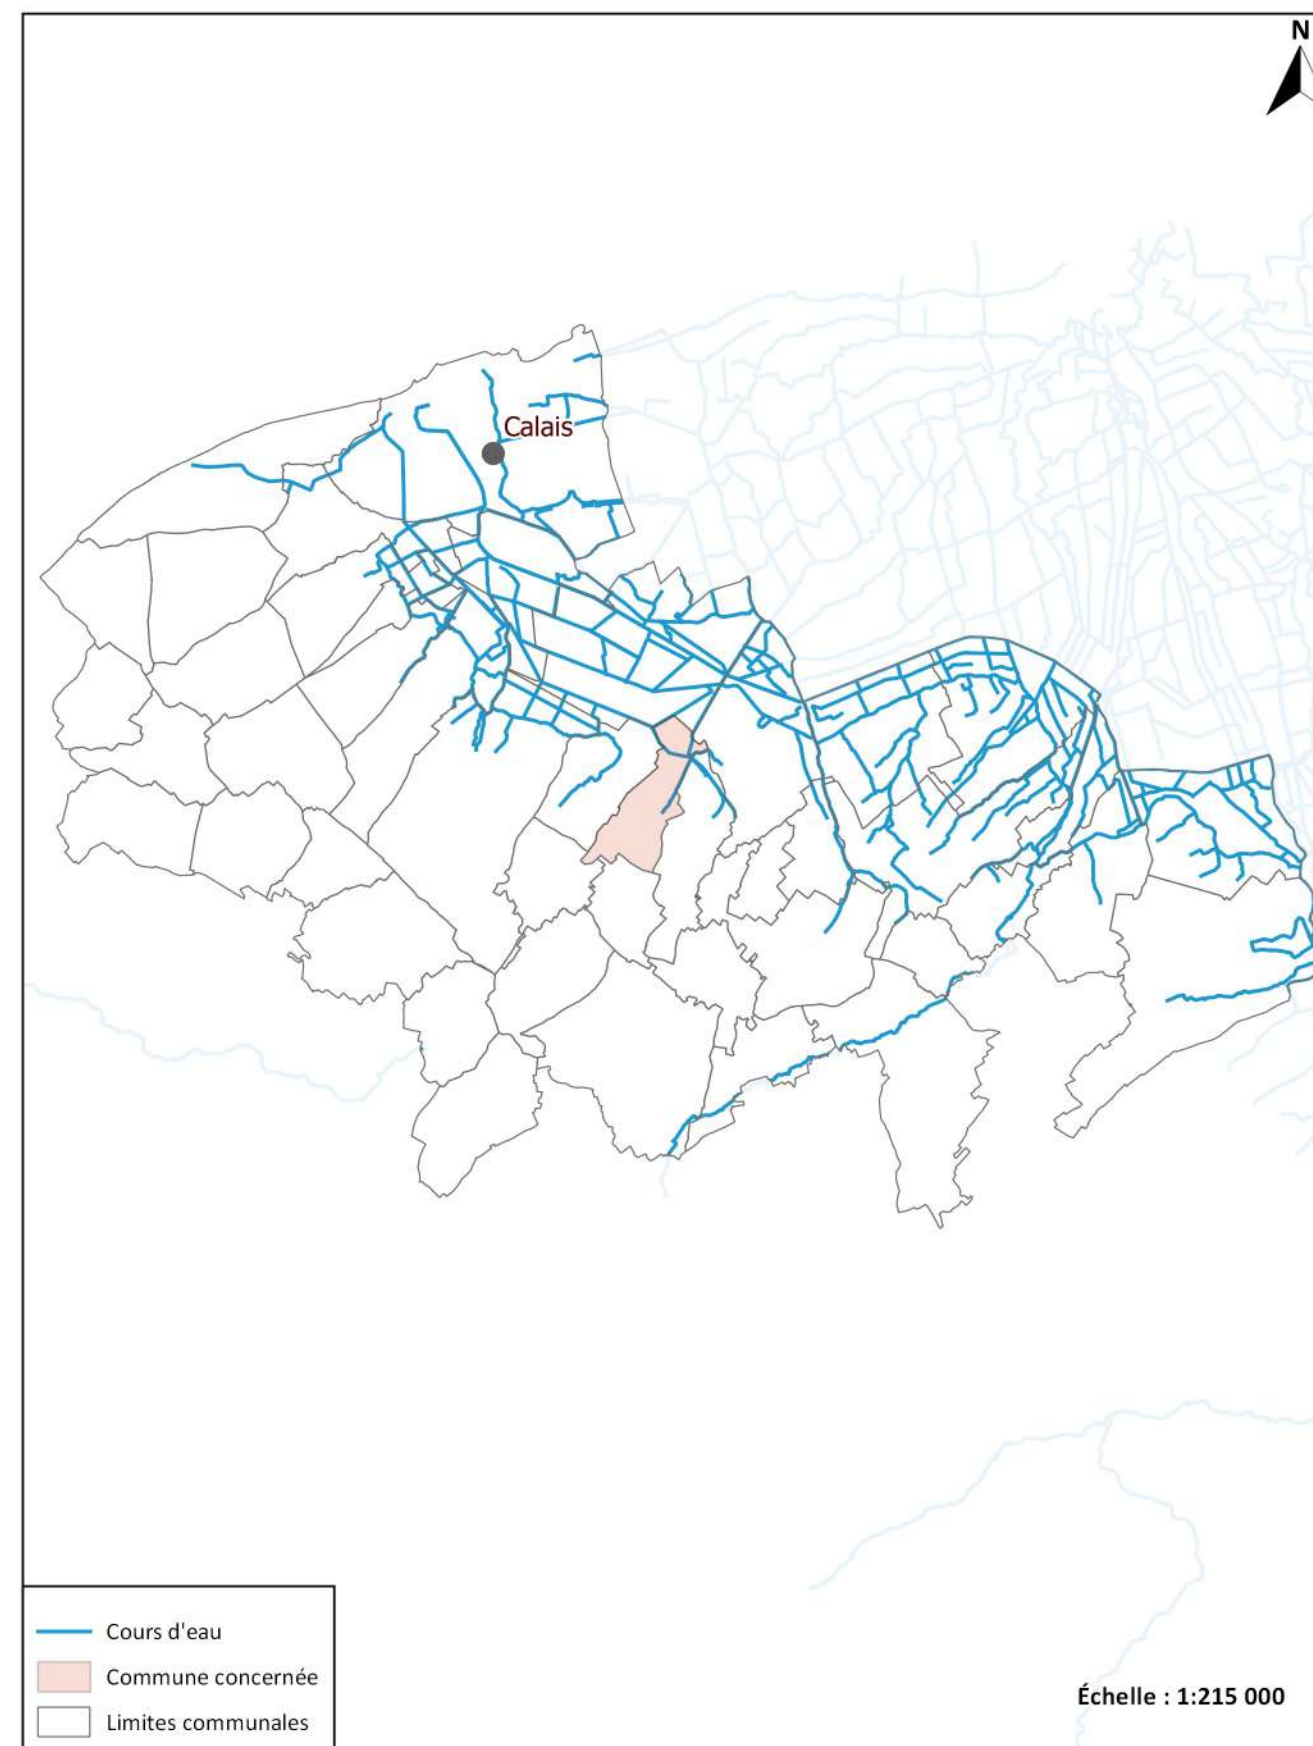 N
Calais
Cours d'eau
Commune concernée
Limites communales
Échelle : 1:215 000